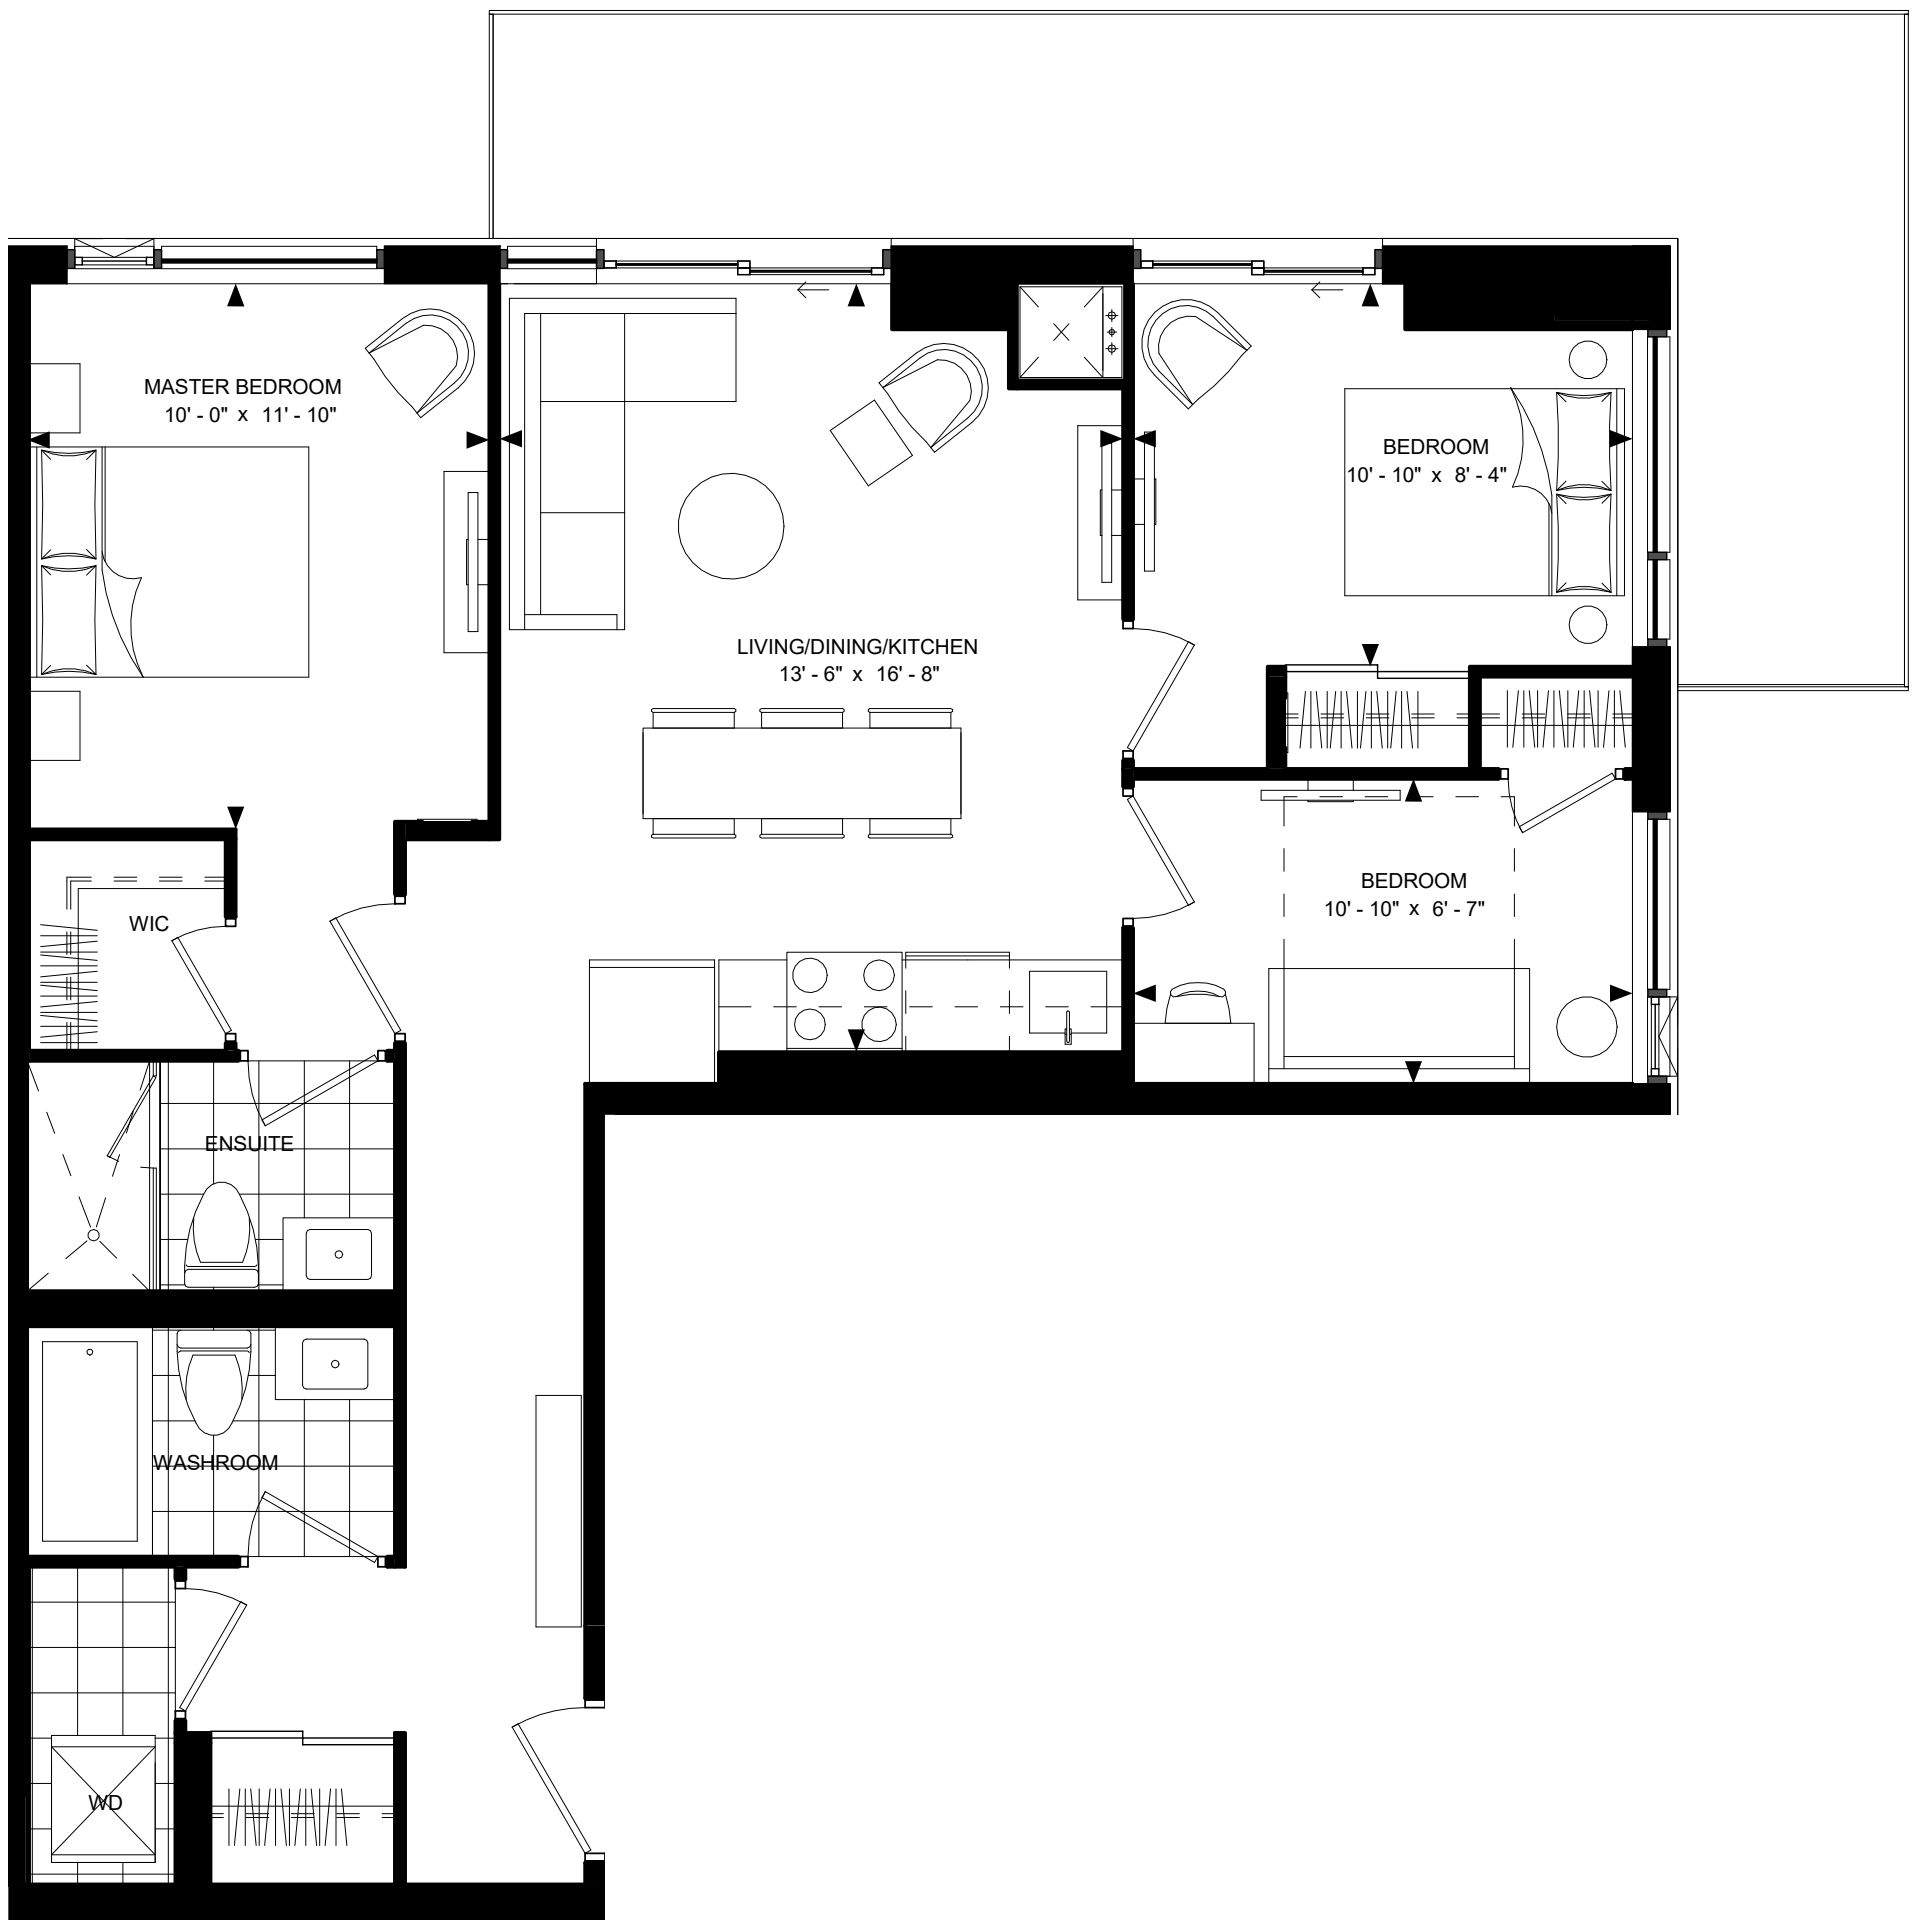 MASTER BEDROOM
10' - 0" x 11' - 10"
BEDROOM
10' - 10" x 8' - 4"
LIVING/DINING/KITCHEN
13' - 6" x 16' - 8"
BEDROOM
10' - 10" x 6' - 7"
WIC
ENSUITE
WASHROOM
WD